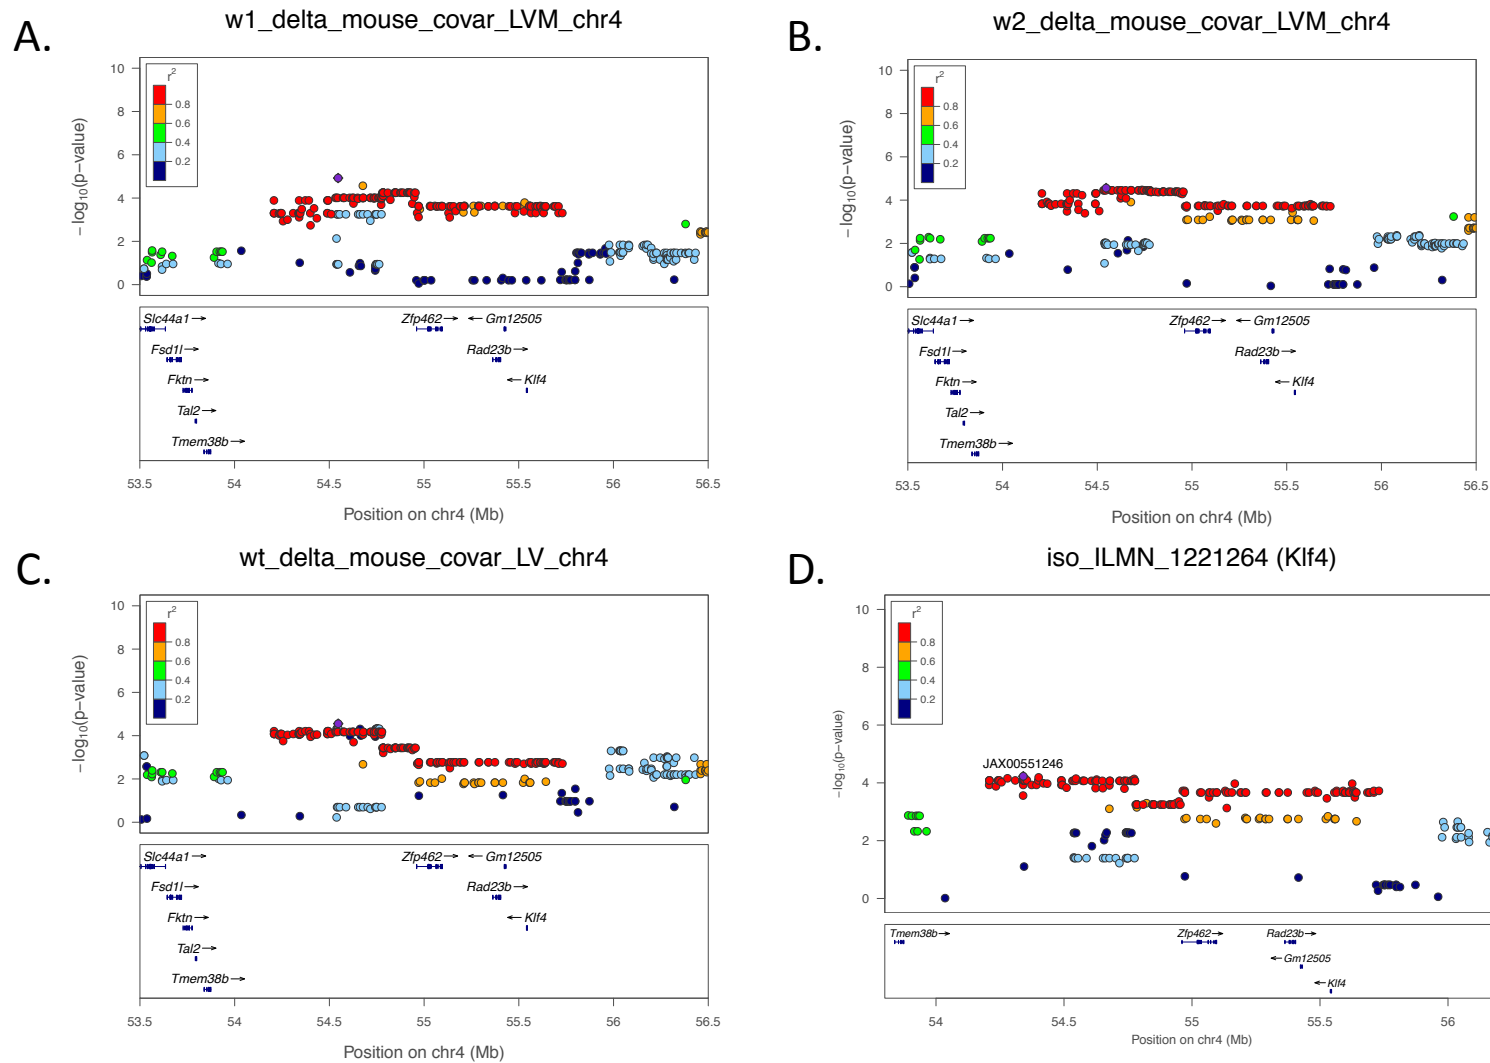 A.
w1_delta_mouse_covar_LVM_chr4
10
8
6
4
2
0
−log10(p−value)
r2
0.8
0.6
0.4
0.2
Slc44a1
Zfp462
Gm12505
Fsd1l
Rad23b
Fktn
Klf4
Tal2
Tmem38b
53.5 54 54.5 55 55.5 56 56.5
Position on chr4 (Mb)
B.
w2_delta_mouse_covar_LVM_chr4
10
8
6
4
2
0
−log10(p−value)
r2
0.8
0.6
0.4
0.2
Slc44a1
Zfp462
Gm12505
Fsd1l
Rad23b
Fktn
Klf4
Tal2
Tmem38b
53.5 54 54.5 55 55.5 56 56.5
Position on chr4 (Mb)
C.
wt_delta_mouse_covar_LV_chr4
10
8
6
4
2
0
−log10(p−value)
r2
0.8
0.6
0.4
0.2
Slc44a1
Zfp462
Gm12505
Fsd1l
Rad23b
Fktn
Klf4
Tal2
Tmem38b
53.5 54 54.5 55 55.5 56 56.5
Position on chr4 (Mb)
D.
iso_ILMN_1221264 (Klf4)
10
8
6
4
2
0
−log10(p−value)
r2
0.8
0.6
0.4
0.2
JAX00551246
Tmem38b
Zfp462
Rad23b
Gm12505
Klf4
54 54.5 55 55.5 56
Position on chr4 (Mb)